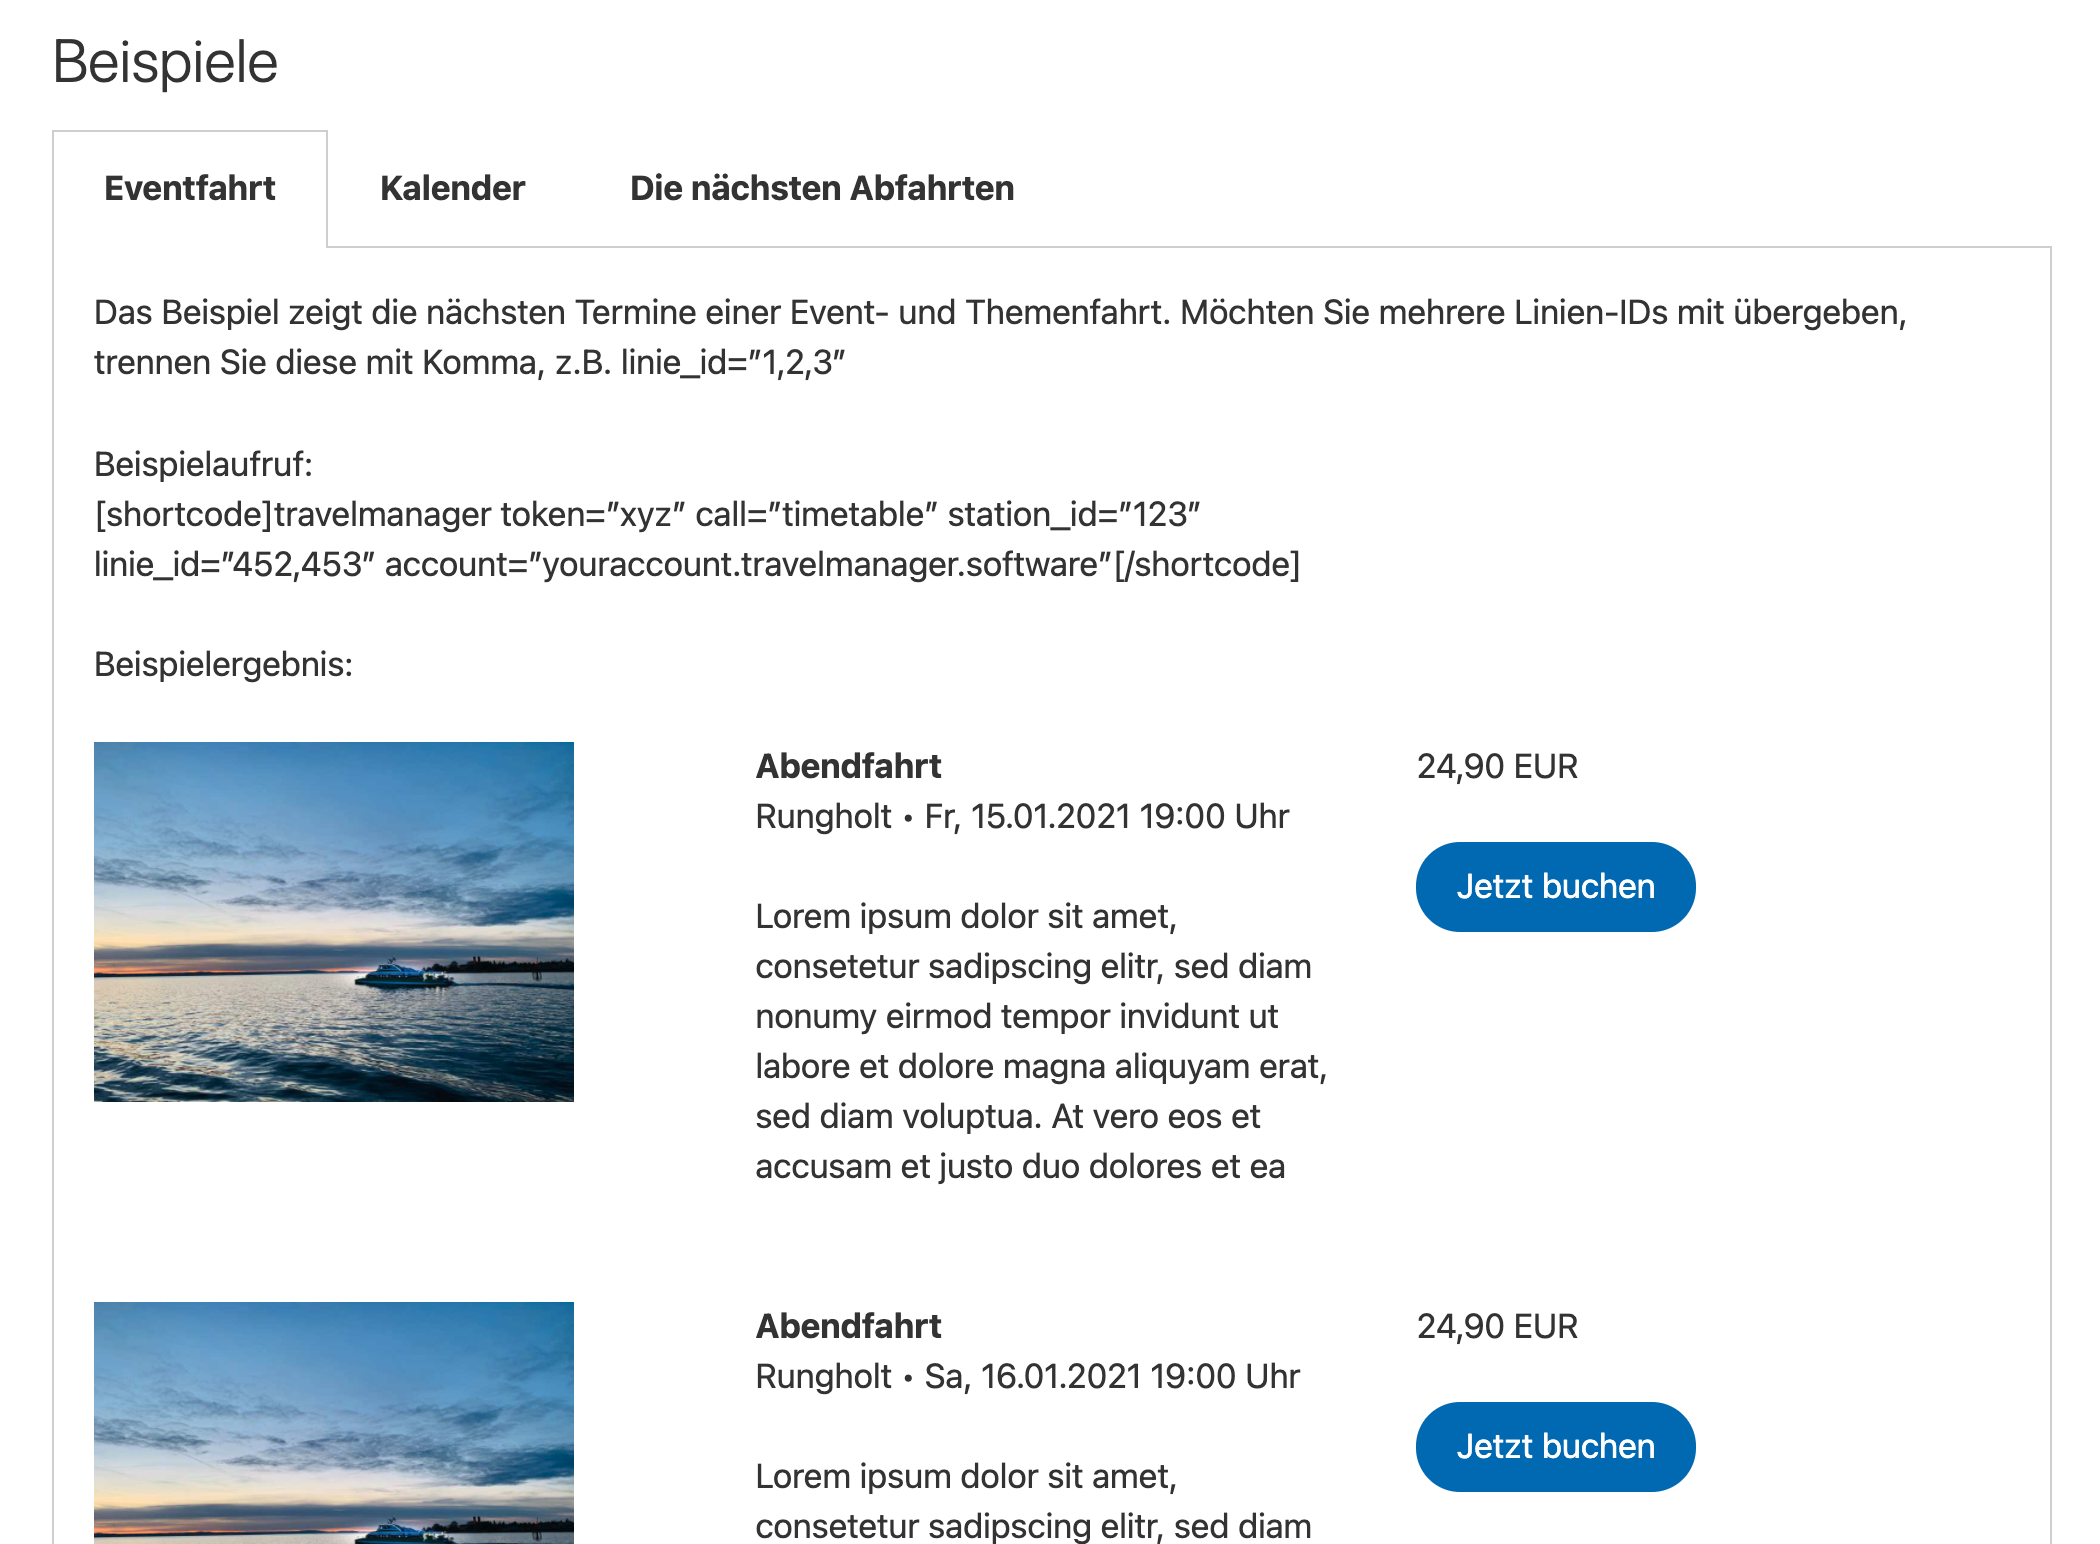 Beispiele
Eventfahrt Kalender Die nächsten Abfahrten
Das Beispiel zeigt die nächsten Termine einer Event- und Themenfahrt. Möchten Sie mehrere Linien-IDs mit übergeben,
trennen Sie diese mit Komma, z.B. linie_id=”1,2,3”
Beispielaufruf:
[shortcode]travelmanager token=”xyz” call=”timetable” station_id=”123”
linie_id=”452,453” account=”youraccount.travelmanager.software”[/shortcode]
Beispielergebnis:
Abendfahrt
Rungholt • Fr, 15.01.2021 19:00 Uhr
Lorem ipsum dolor sit amet,
consetetur sadipscing elitr, sed diam
nonumy eirmod tempor invidunt ut
labore et dolore magna aliquyam erat,
sed diam voluptua. At vero eos et
accusam et justo duo dolores et ea
24,90 EUR
Jetzt buchen
Abendfahrt
Rungholt • Sa, 16.01.2021 19:00 Uhr
Lorem ipsum dolor sit amet,
consetetur sadipscing elitr, sed diam
24,90 EUR
Jetzt buchen